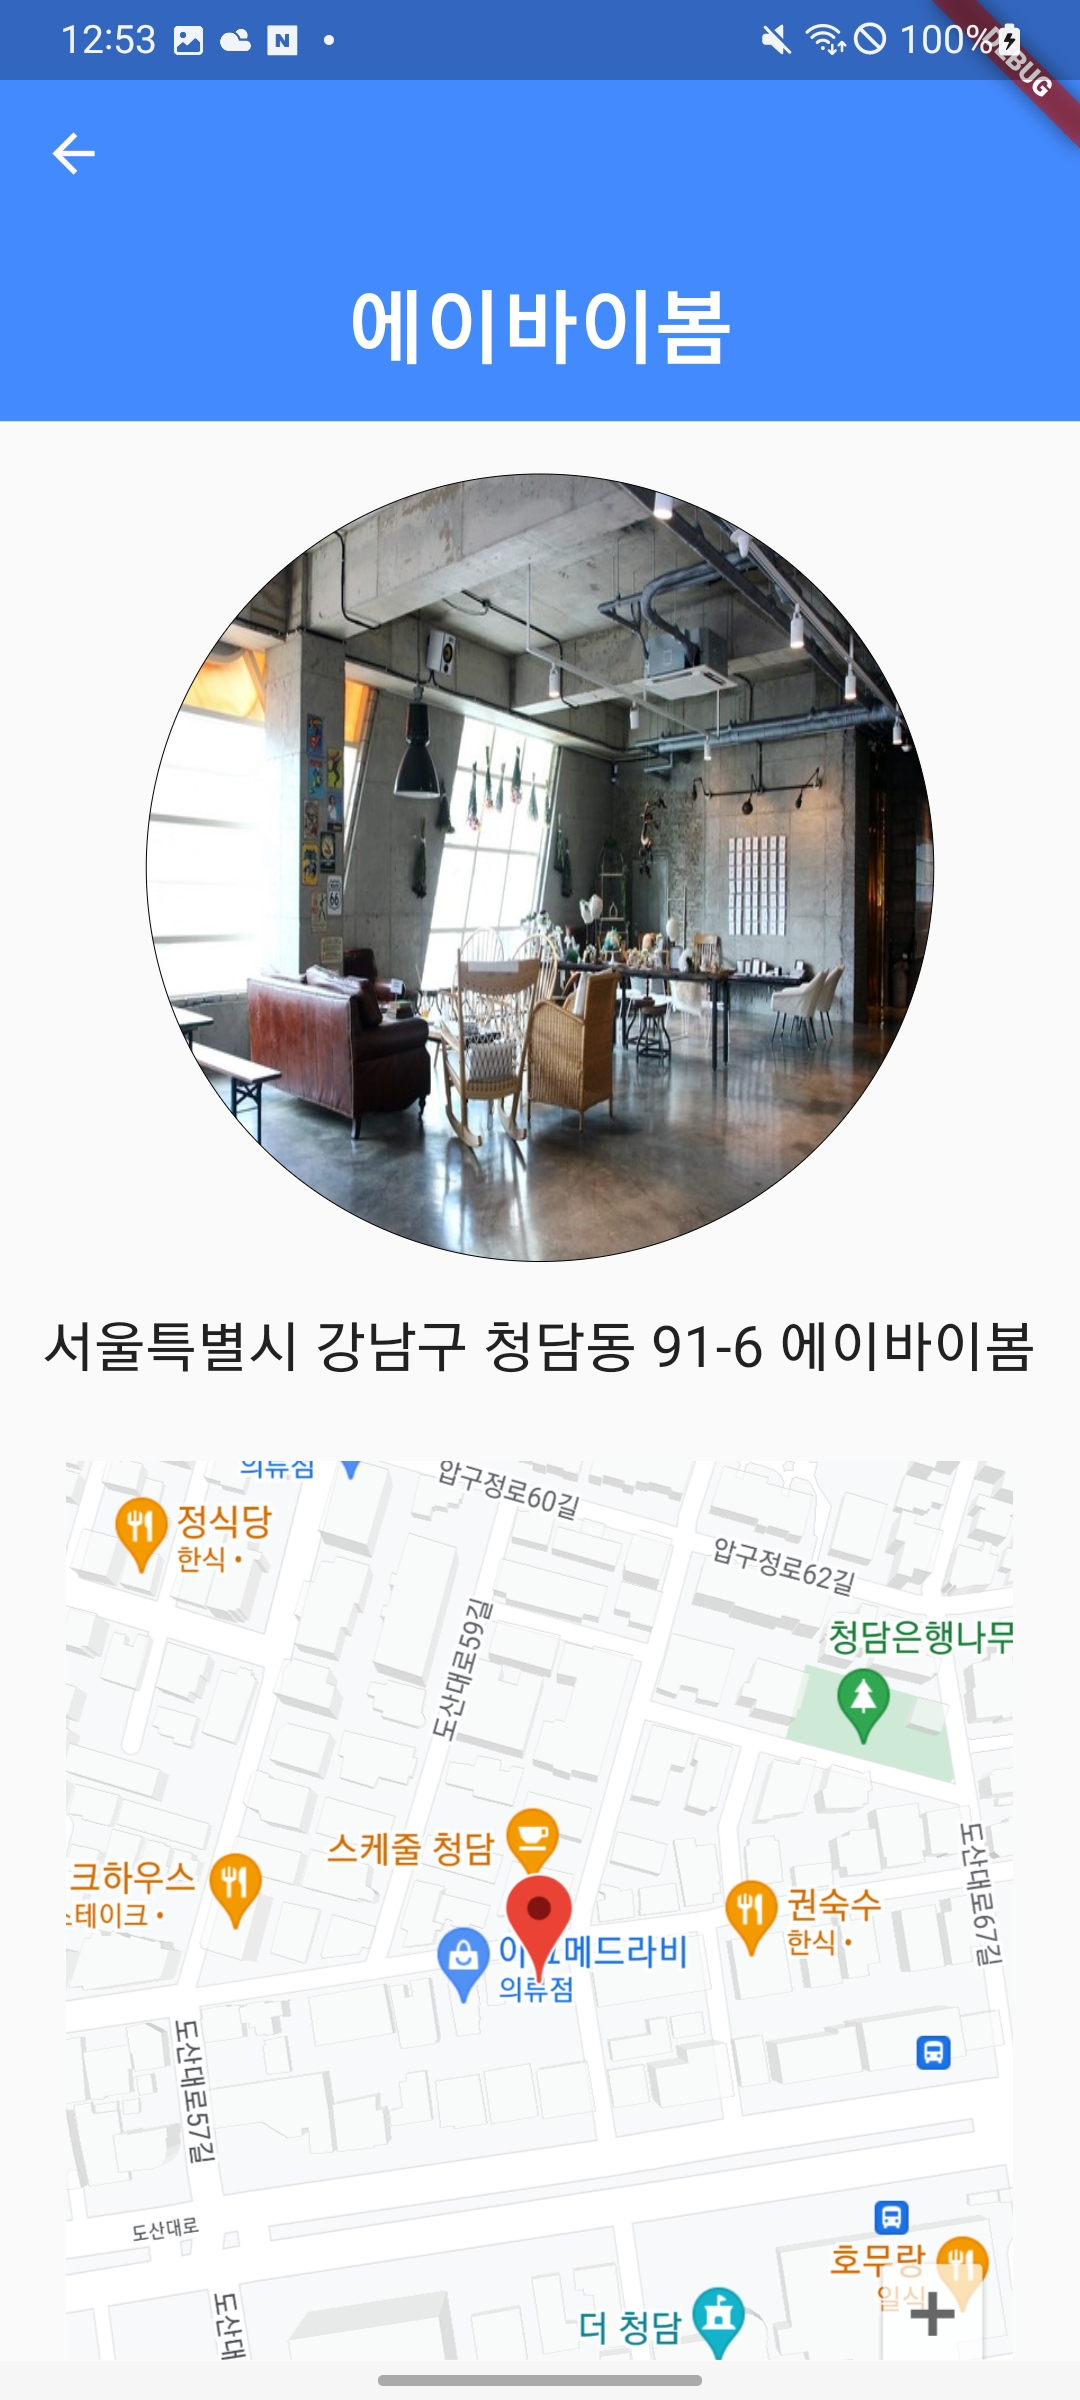 12:53
N
100%
DEBUG
에이바이봄
서울특별시 강남구 청담동 91-6 에이바이봄
의류점
압구정로60길
정식당
한식 •
압구정로62길
도산대로59길
청담은행나무
스케줄 청담
크하우스
스테이크 •
권숙수
한식 •
도산대로67길
메드라비
의류점
도산대로57길
도산대로
호무랑
일식
도산대
더 청담